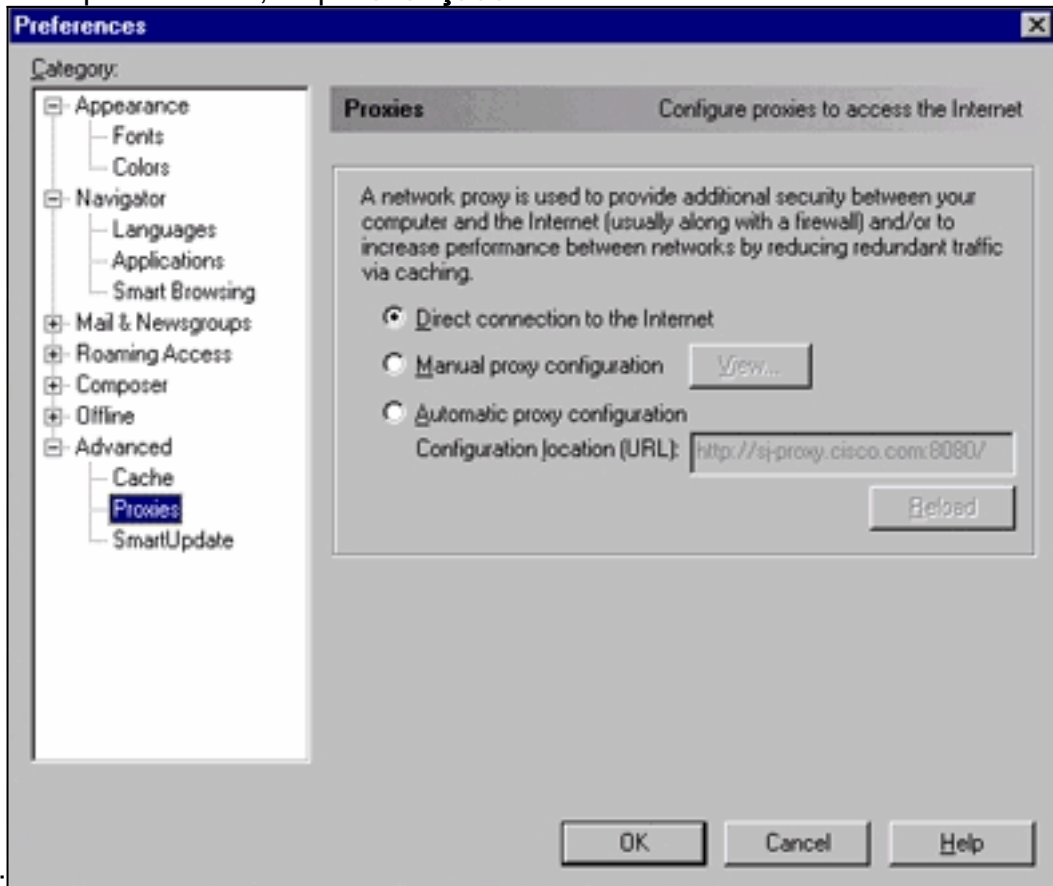 Preferences
Category:
Appearance
Fonts
Colors
Navigator
Languages
Applications
Smart Browsing
Mail & Newsgroups
Roaming Access
Composer
Offline
Advanced
Cache
Proxies
SmartUpdate
Proxies Configure proxies to access the Internet
A network proxy is used to provide additional security between your
computer and the Internet (usually along with a firewall) and/or to
increase performance between networks by reducing redundant traffic
via caching.
Direct connection to the Internet
Manual proxy configuration View...
Automatic proxy configuration
Configuration location (URL): http://sj-proxy.cisco.com:8080/
Reload
OK Cancel Help